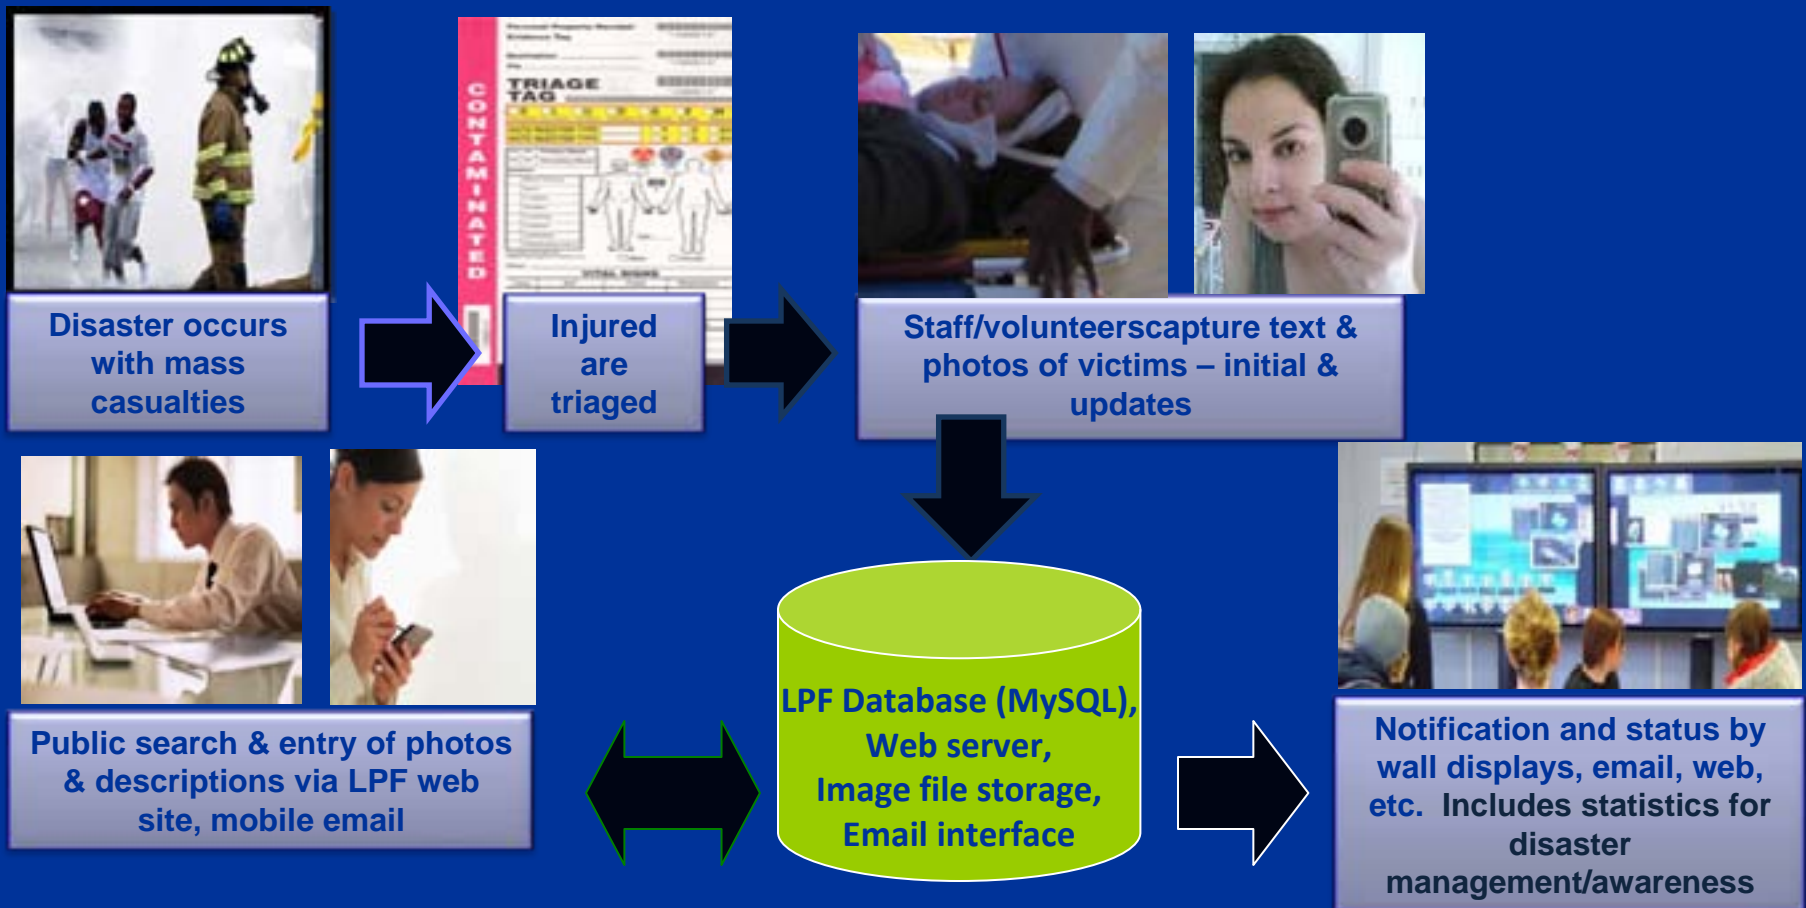 CONTAMINATED
TRIAGE
TAG
VITAL SIGNS
Disaster occurs
with mass
casualties
Injured
are
triaged
Staff/volunteerscapture text &
photos of victims – initial &
updates
Public search & entry of photos
& descriptions via LPF web
site, mobile email
LPF Database (MySQL),
Web server,
Image file storage,
Email interface
Notification and status by
wall displays, email, web,
etc. Includes statistics for
disaster
management/awareness